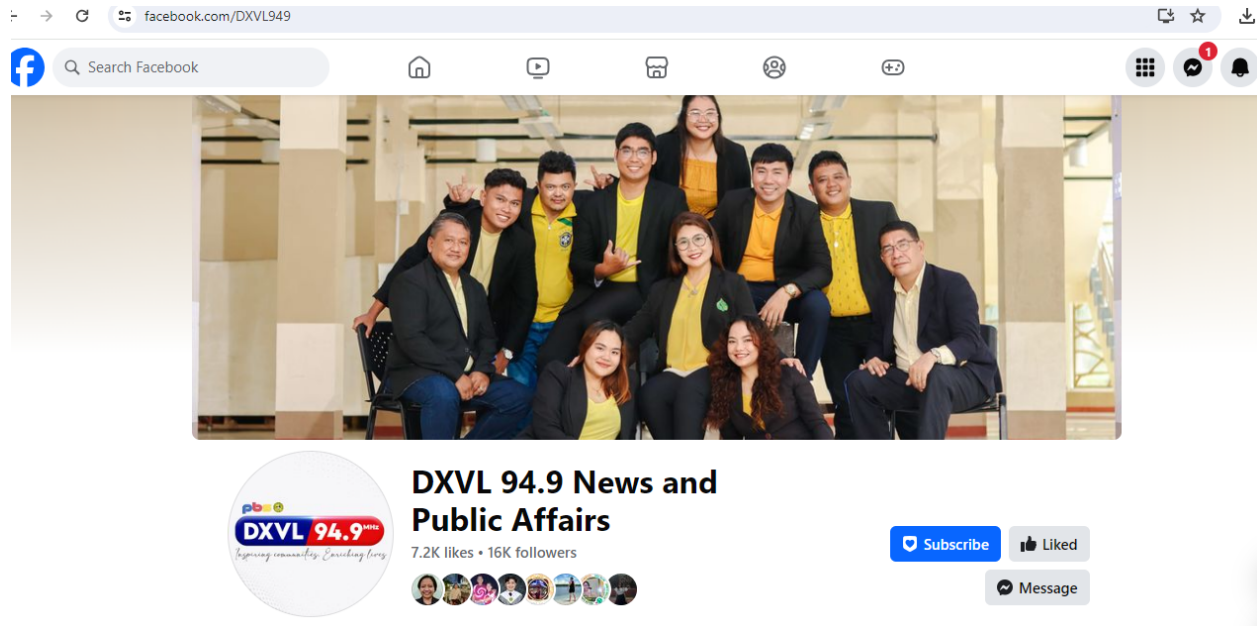 facebook.com/DXVL949
Search Facebook
1
DXVL 94.9 News and
Public Affairs
7.2K likes • 16K followers
Subscribe
Liked
Message
pbs
DXVL 94.9 MHz
Inspiring communities. Enriching lives